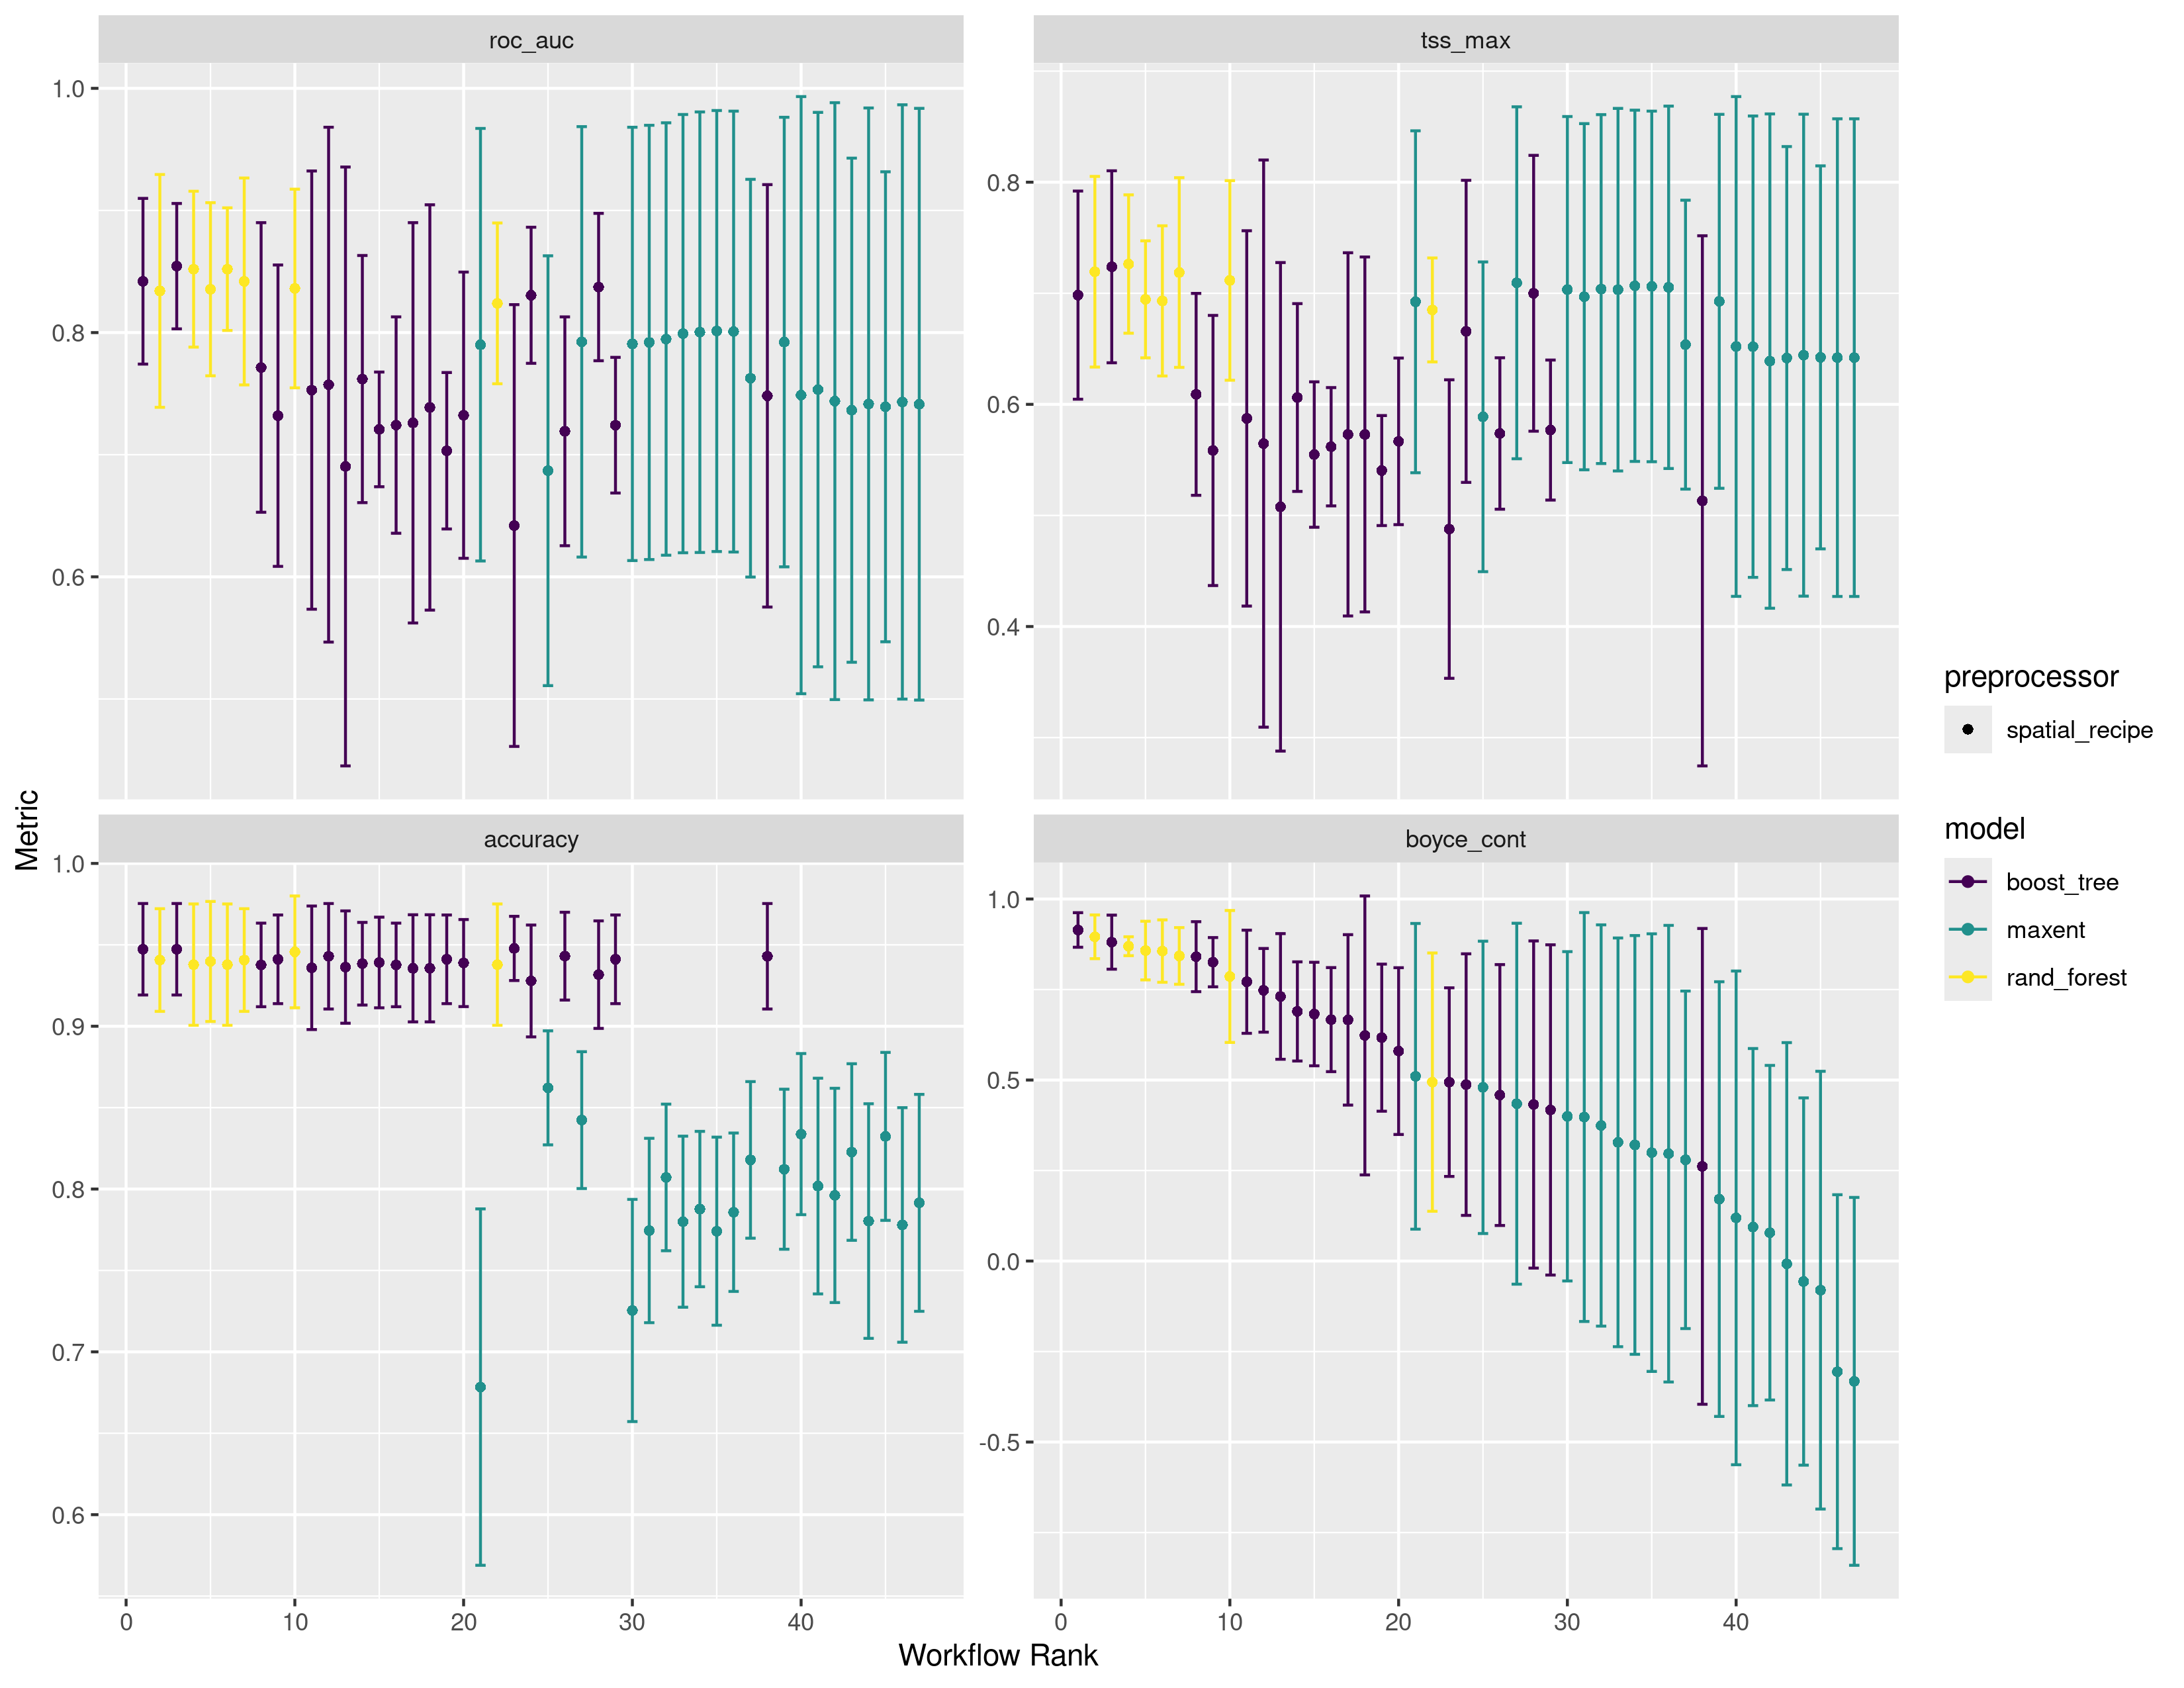 roc_auc
tss_max
1.0
0.8
0.6
0.8
0.6
0.4
accuracy
boyce_cont
1.0
0.9
0.8
0.7
0.6
1.0
0.5
0.0
-0.5
0 10 20 30 40
0 10 20 30 40
Workflow Rank
Metric
preprocessor
spatial_recipe
model
boost_tree
maxent
rand_forest